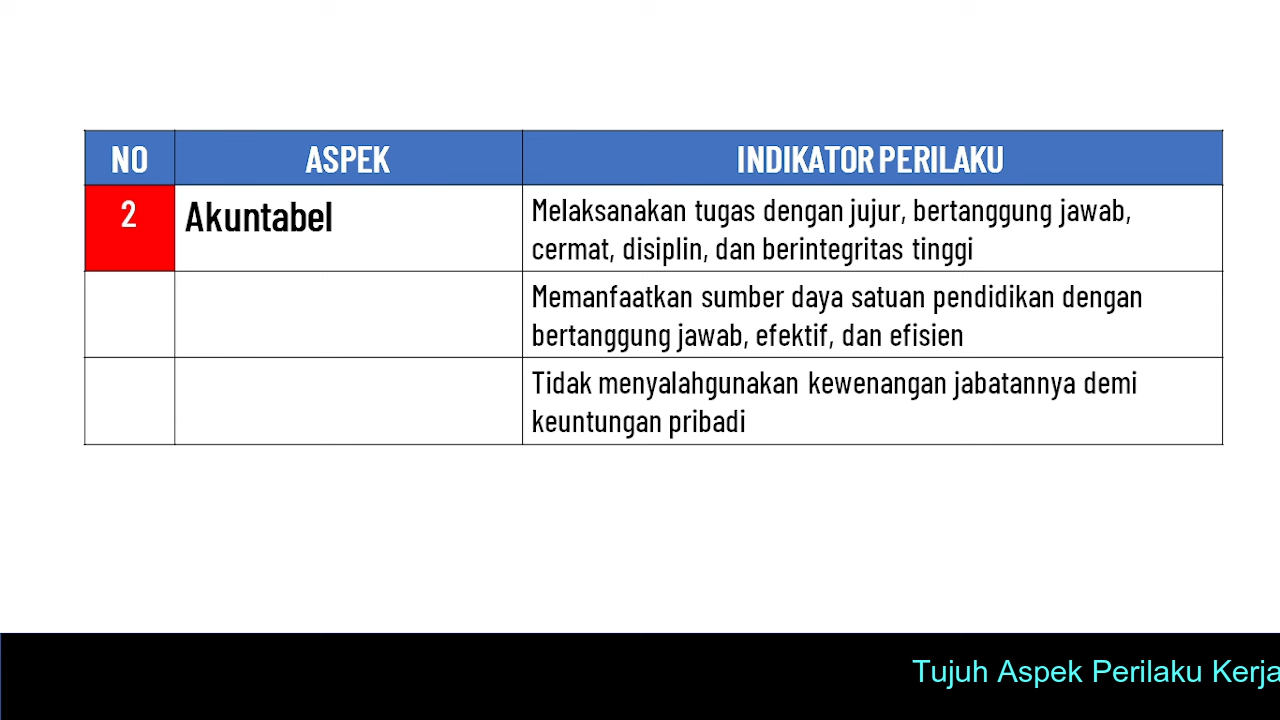 NO ASPEK INDIKATOR PERILAKU
2 Akuntabel Melaksanakan tugas dengan jujur, bertanggung jawab,
cermat, disiplin, dan berintegritas tinggi
Memanfaatkan sumber daya satuan pendidikan dengan
bertanggung jawab, efektif, dan efisien
Tidak menyalahgunakan kewenangan jabatannya demi
keuntungan pribadi
Tujuh Aspek Perilaku Kerja